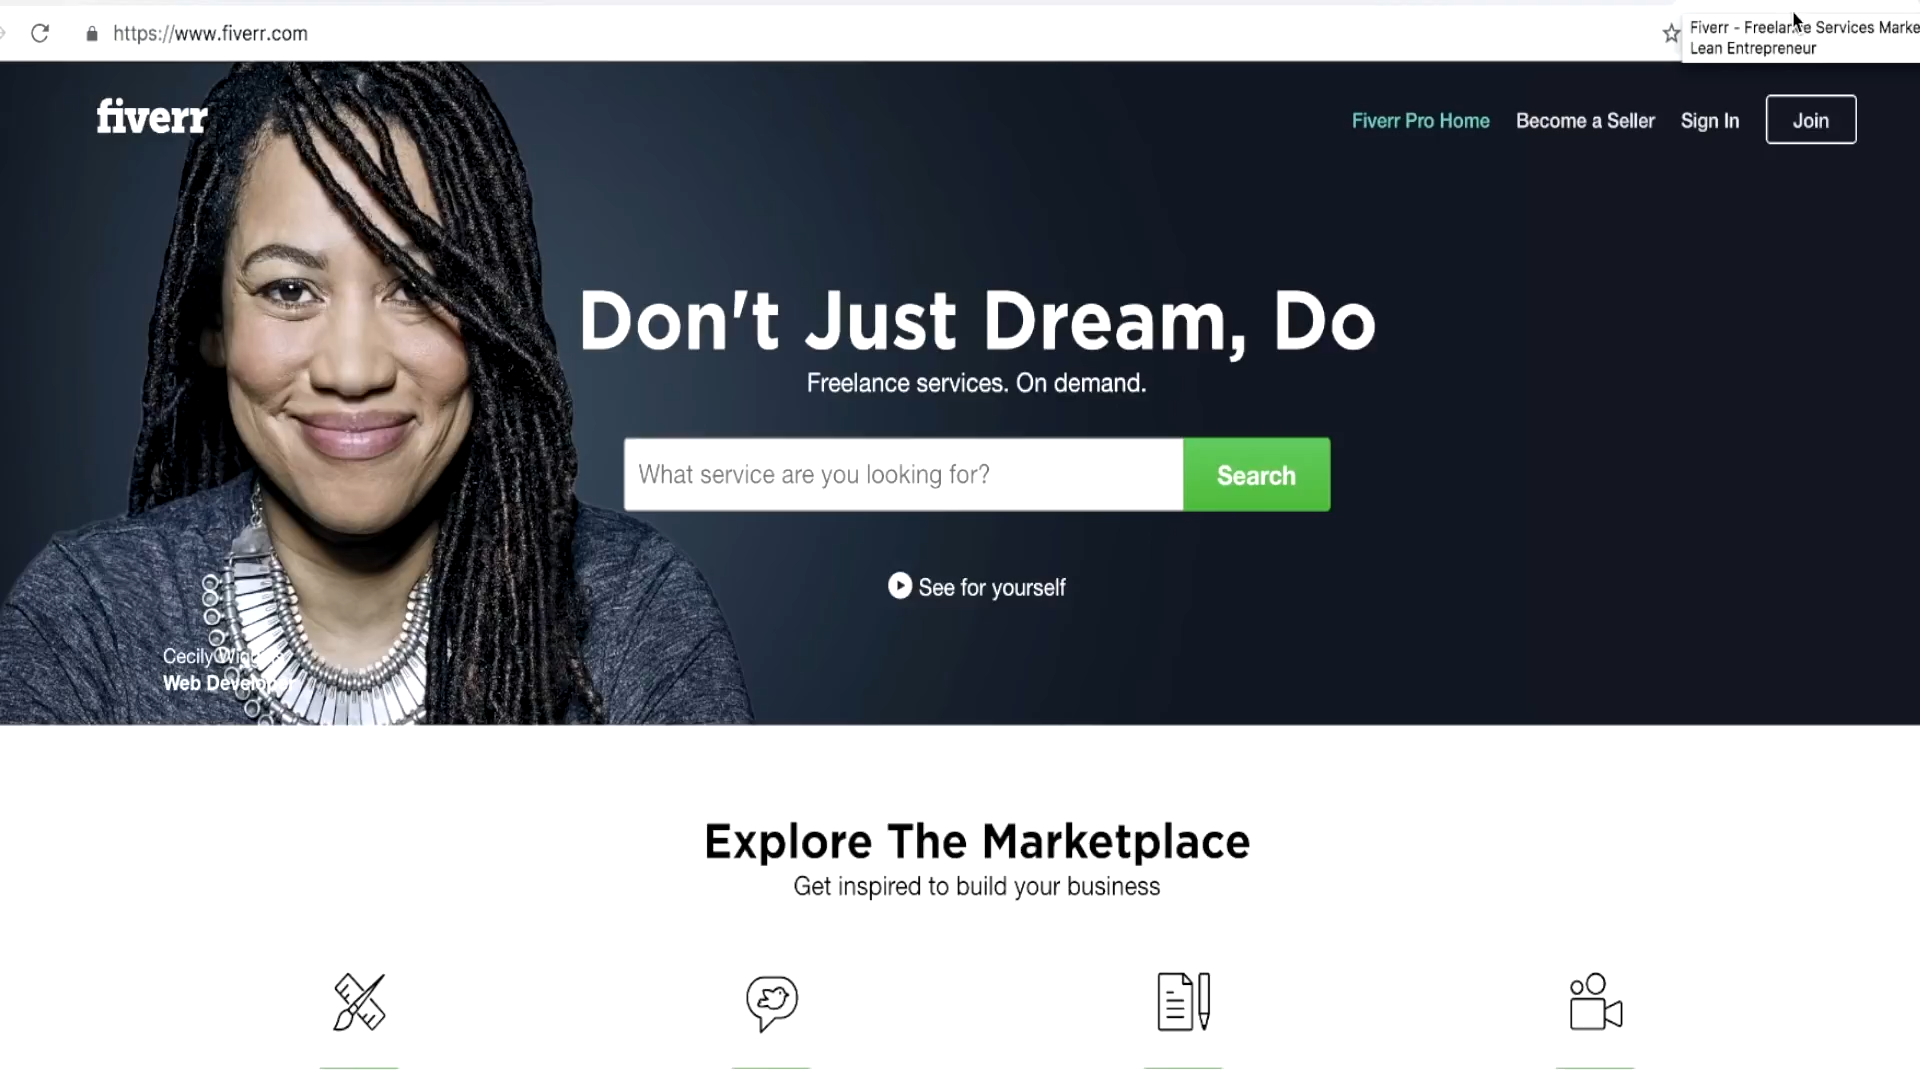 https://www.fiverr.com
Fiverr - Freelance Services Marke
Lean Entrepreneur
fiverr
Fiverr Pro Home
Become a Seller
Sign In
Join
Don't Just Dream, Do
Freelance services. On demand.
What service are you looking for?
Search
See for yourself
Cecily
Web Developer
Explore The Marketplace
Get inspired to build your business